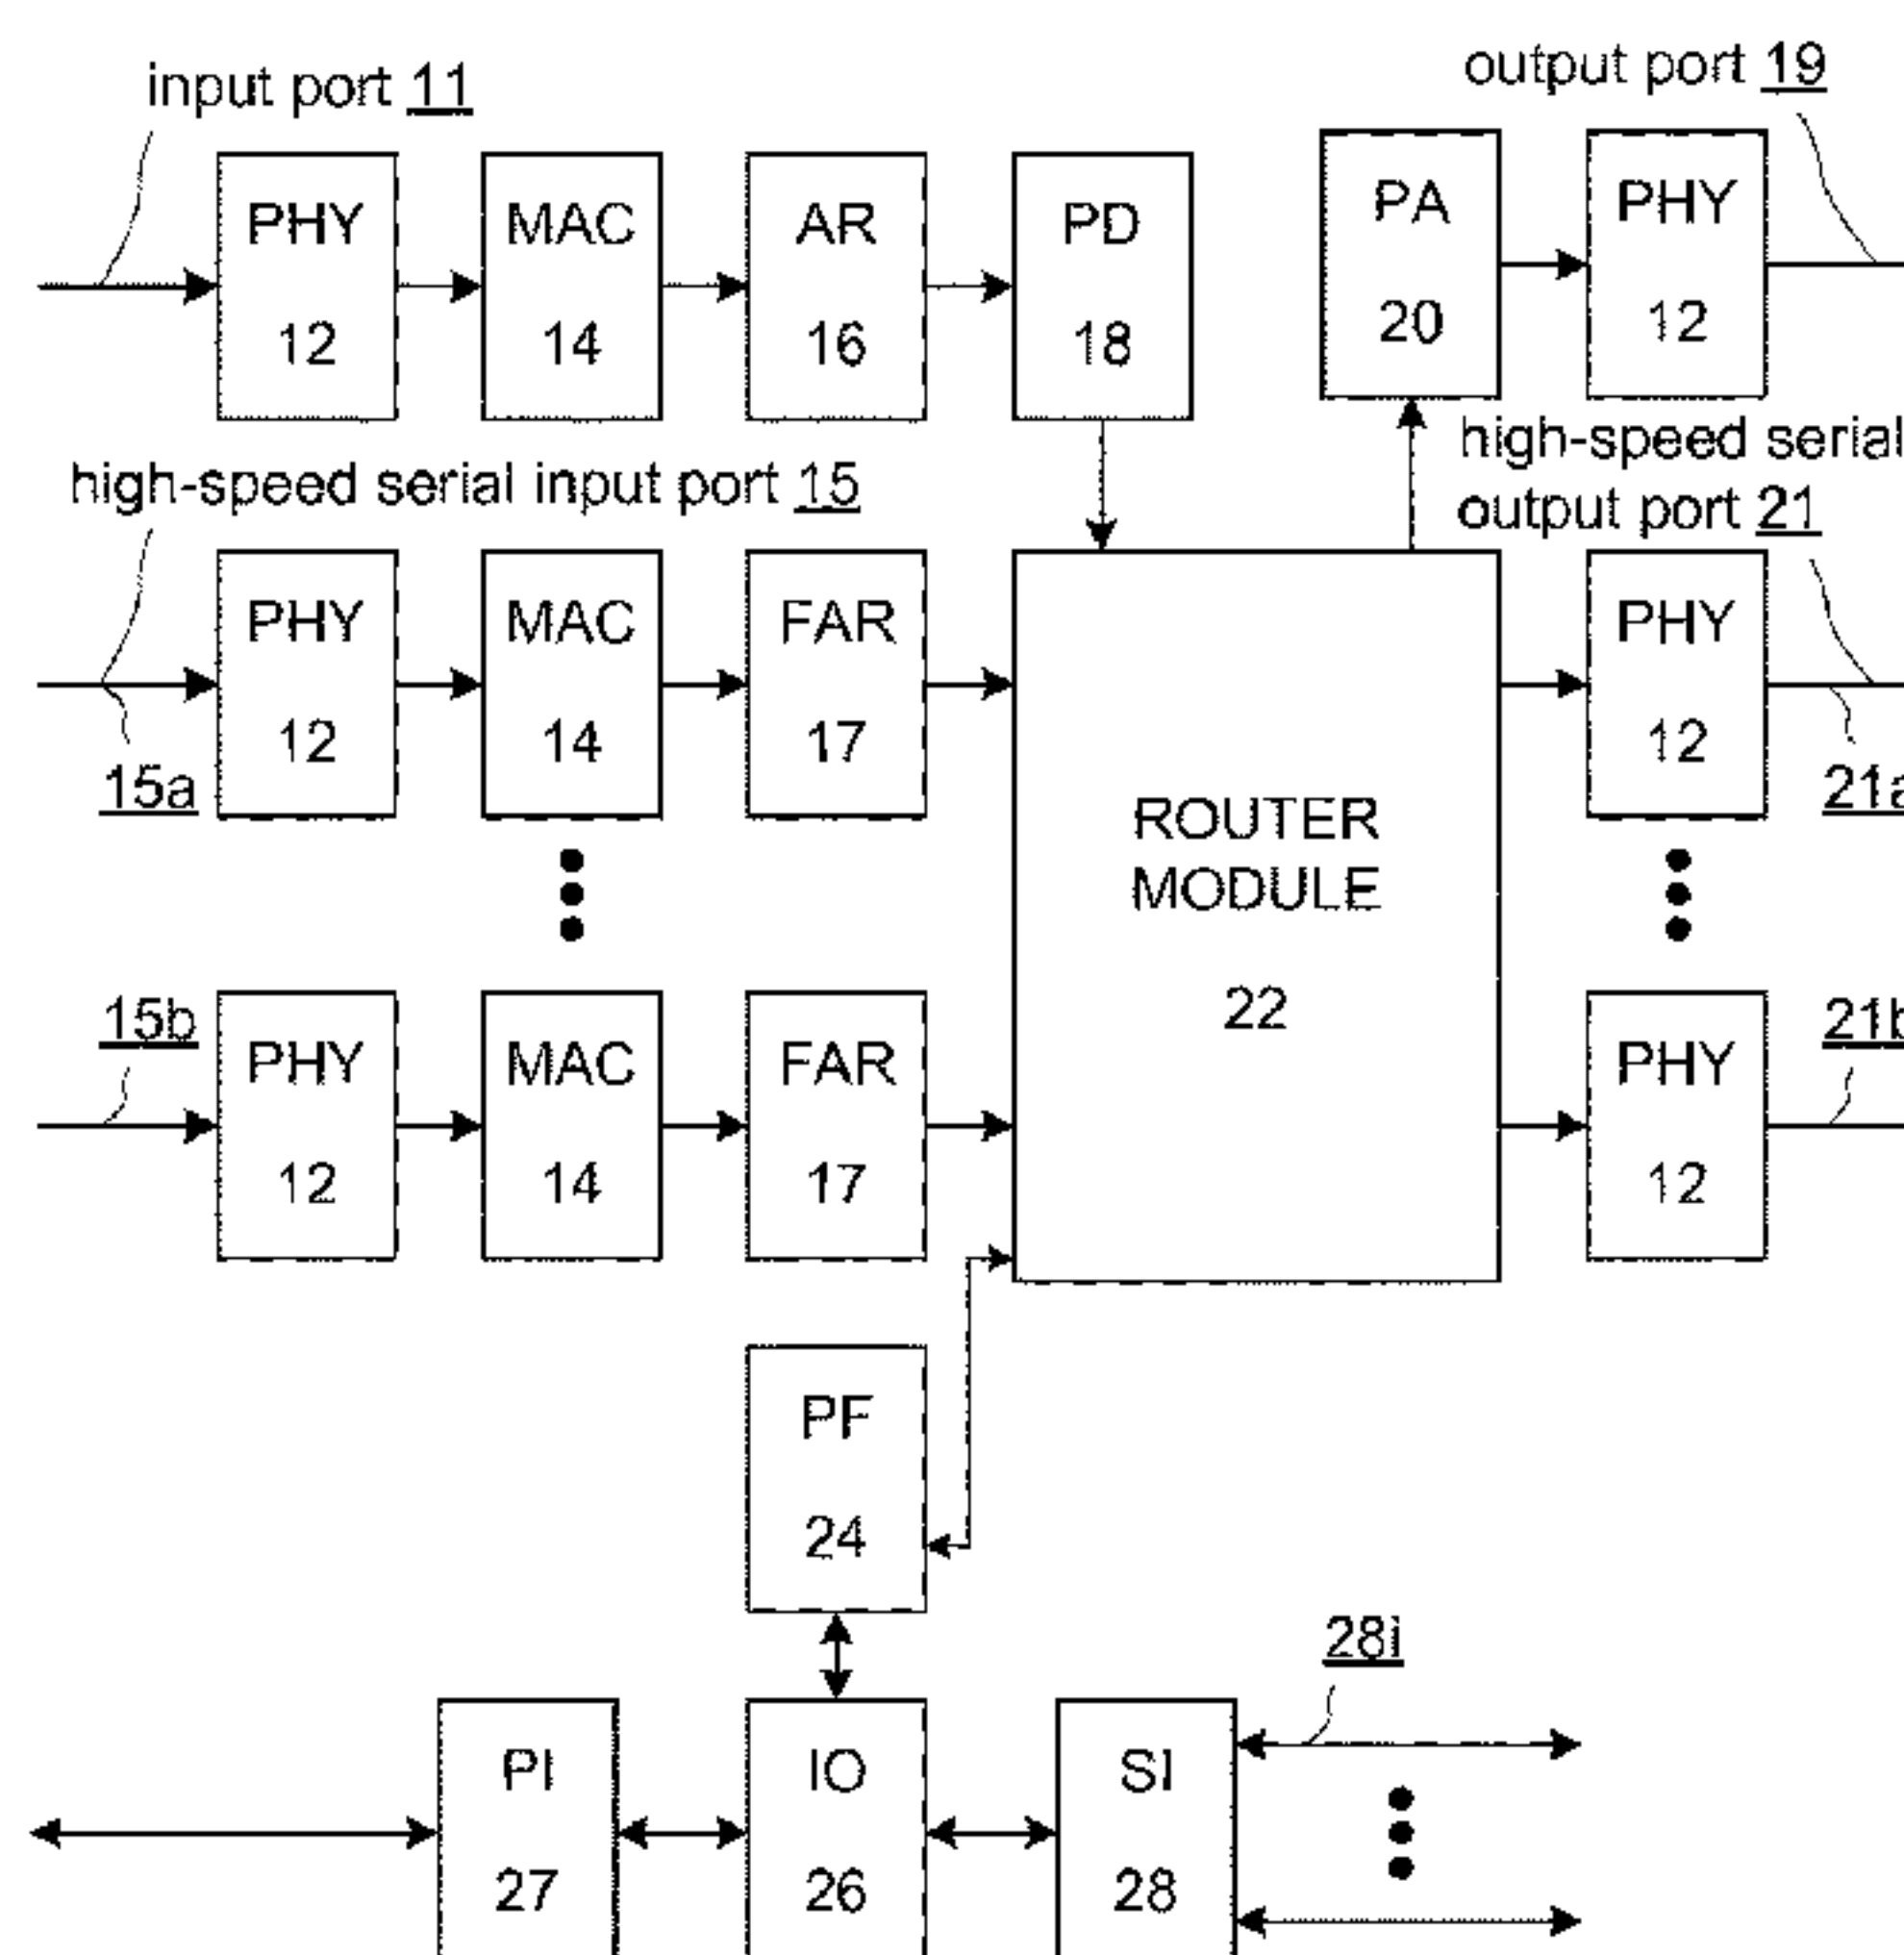 input port 11
output port 19
PHY MAC AR PD PA PHY
12 14 16 18 20 12
high-speed serial input port 15
high-speed serial
output port 21
PHY MAC FAR PHY
12 14 17 12
15a
21a
ROUTER
MODULE
22
15b
21b
PHY MAC FAR PHY
12 14 17 12
PF
24
28i
PI IO SI
27 26 28